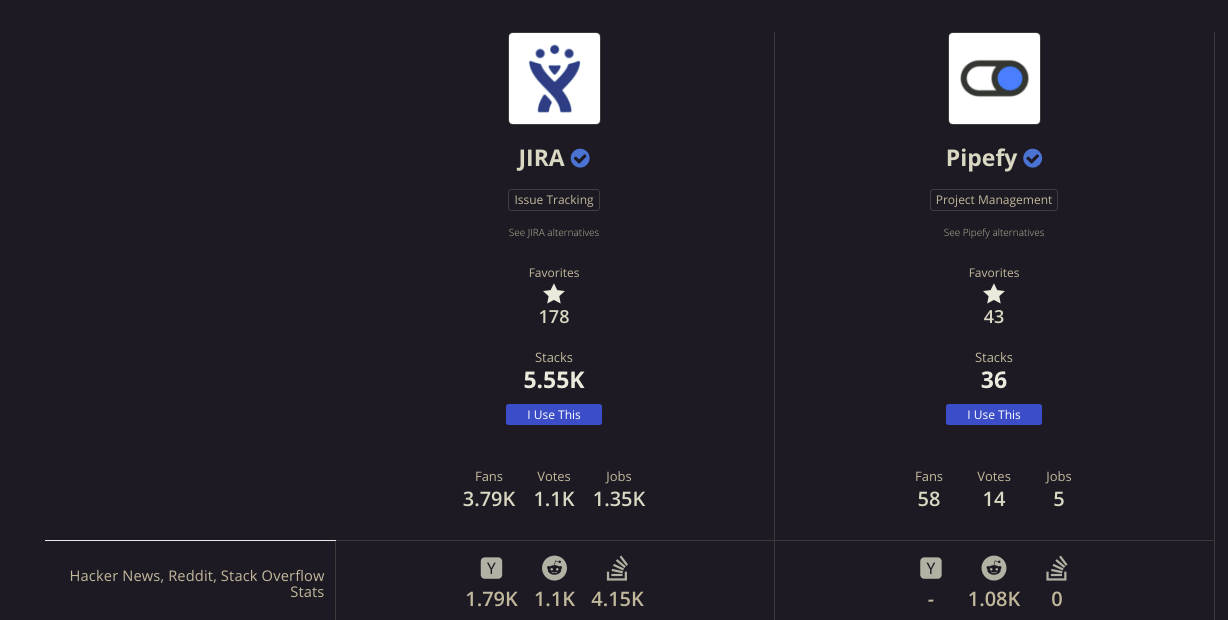 JIRA
Issue Tracking
See JIRA alternatives
Favorites
178
Stacks
5.55K
I Use This
Fans Votes Jobs
3.79K 1.1K 1.35K
Pipefy
Project Management
See Pipefy alternatives
Favorites
43
Stacks
36
I Use This
Fans Votes Jobs
58 14 5
Hacker News, Reddit, Stack Overflow
Stats
Y
1.79K 1.1K 4.15K
Y
- 1.08K 0